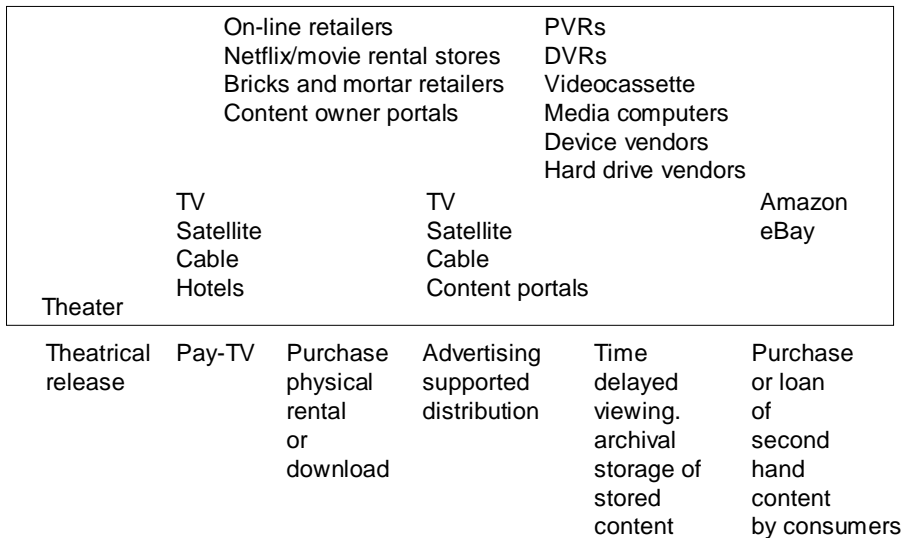 On-line retailers
Netflix/movie rental stores
Bricks and mortar retailers
Content owner portals
PVRs
DVRs
Videocassette
Media computers
Device vendors
Hard drive vendors
TV
Satellite
Cable
Hotels
TV
Satellite
Cable
Content portals
Amazon
eBay
Theater
Theatrical
release
Pay-TV
Purchase
physical
rental
or
download
Advertising
supported
distribution
Time
delayed
viewing.
archival
storage of
stored
content
Purchase
or loan
of
second
hand
content
by consumers